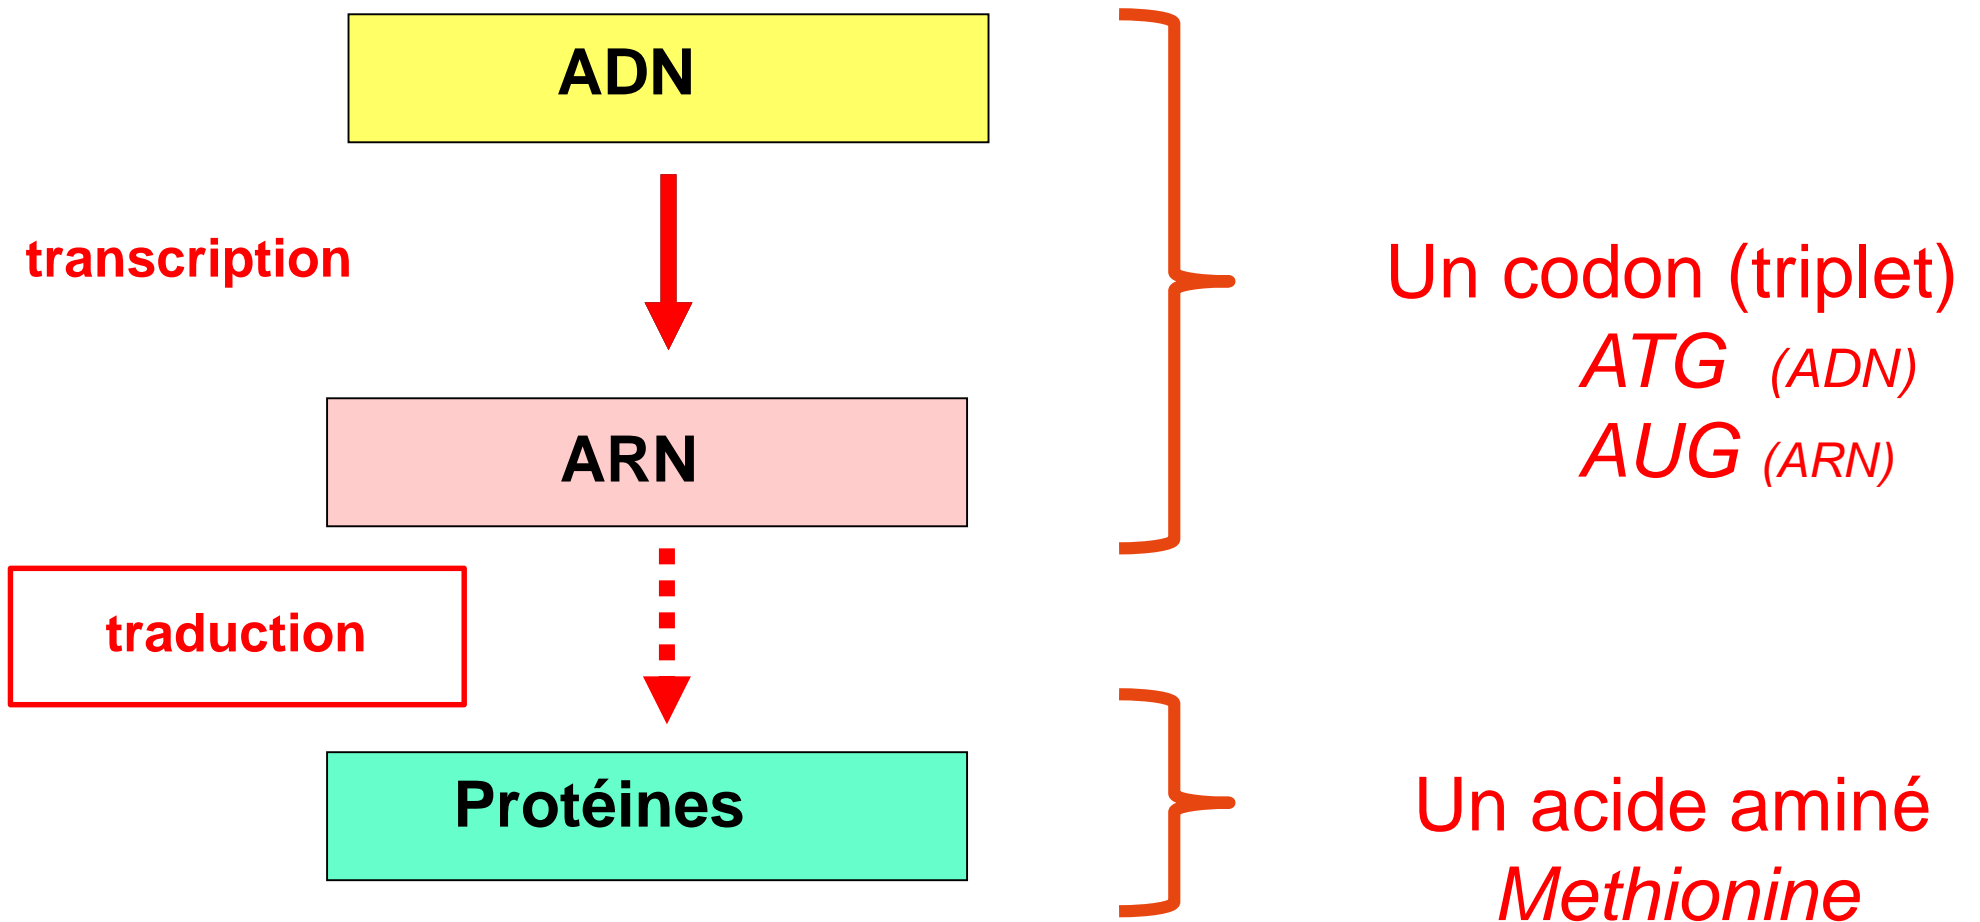 ADN
transcription
Un codon (triplet)
ATG (ADN)
AUG (ARN)
ARN
traduction
Protéines
Un acide aminé
Methionine